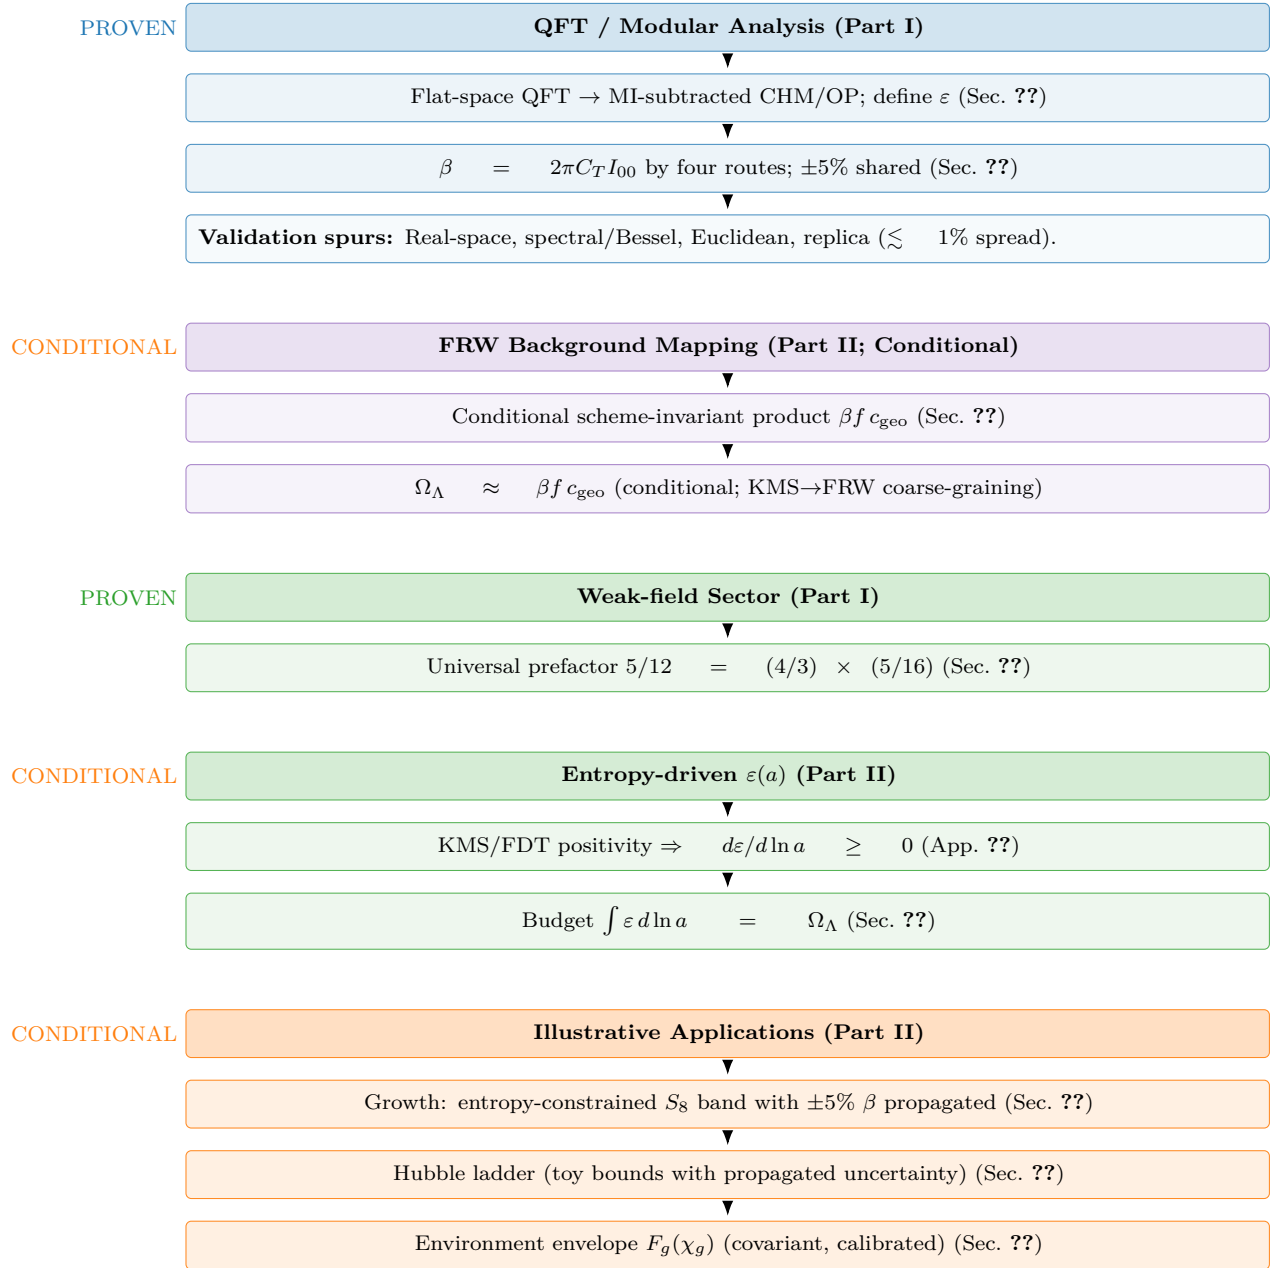 PROVEN
QFT / Modular Analysis (Part I)
Flat-space QFT → MI-subtracted CHM/OP; define ε (Sec. ??)
β = 2πC_T I_00 by four routes; ±5% shared (Sec. ??)
Validation spurs: Real-space, spectral/Bessel, Euclidean, replica (≲ 1% spread).
CONDITIONAL
FRW Background Mapping (Part II; Conditional)
Conditional scheme-invariant product βf c_geo (Sec. ??)
Ω_Λ ≈ βf c_geo (conditional; KMS→FRW coarse-graining)
PROVEN
Weak-field Sector (Part I)
Universal prefactor 5/12 = (4/3) × (5/16) (Sec. ??)
CONDITIONAL
Entropy-driven ε(a) (Part II)
KMS/FDT positivity ⇒ dε/d ln a ≥ 0 (App. ??)
Budget ∫ ε d ln a = Ω_Λ (Sec. ??)
CONDITIONAL
Illustrative Applications (Part II)
Growth: entropy-constrained S_8 band with ±5% β propagated (Sec. ??)
Hubble ladder (toy bounds with propagated uncertainty) (Sec. ??)
Environment envelope F_g(χ_g) (covariant, calibrated) (Sec. ??)